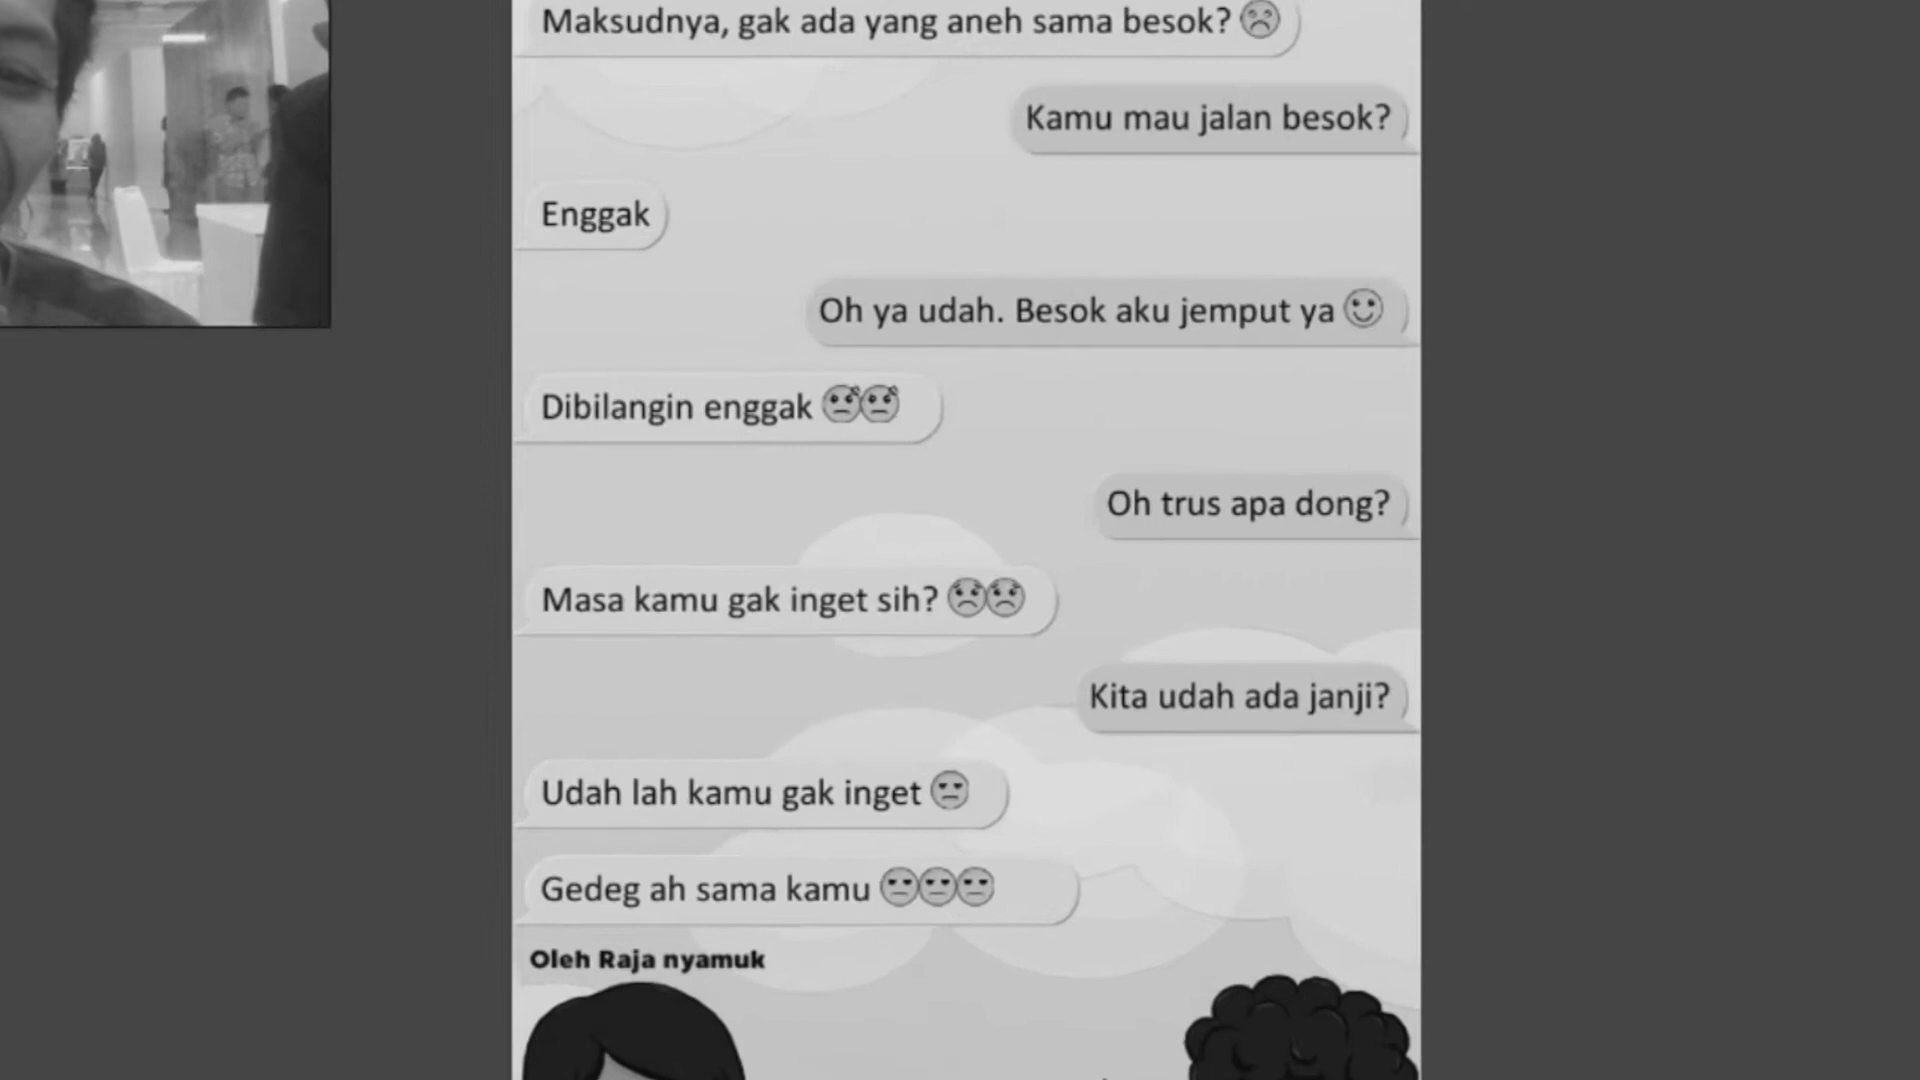 Maksudnya, gak ada yang aneh sama besok?
Kamu mau jalan besok?
Enggak
Oh ya udah. Besok aku jemput ya
Dibilangin enggak
Oh trus apa dong?
Masa kamu gak inget sih?
Kita udah ada janji?
Udah lah kamu gak inget
Gedeg ah sama kamu
Oleh Raja nyamuk